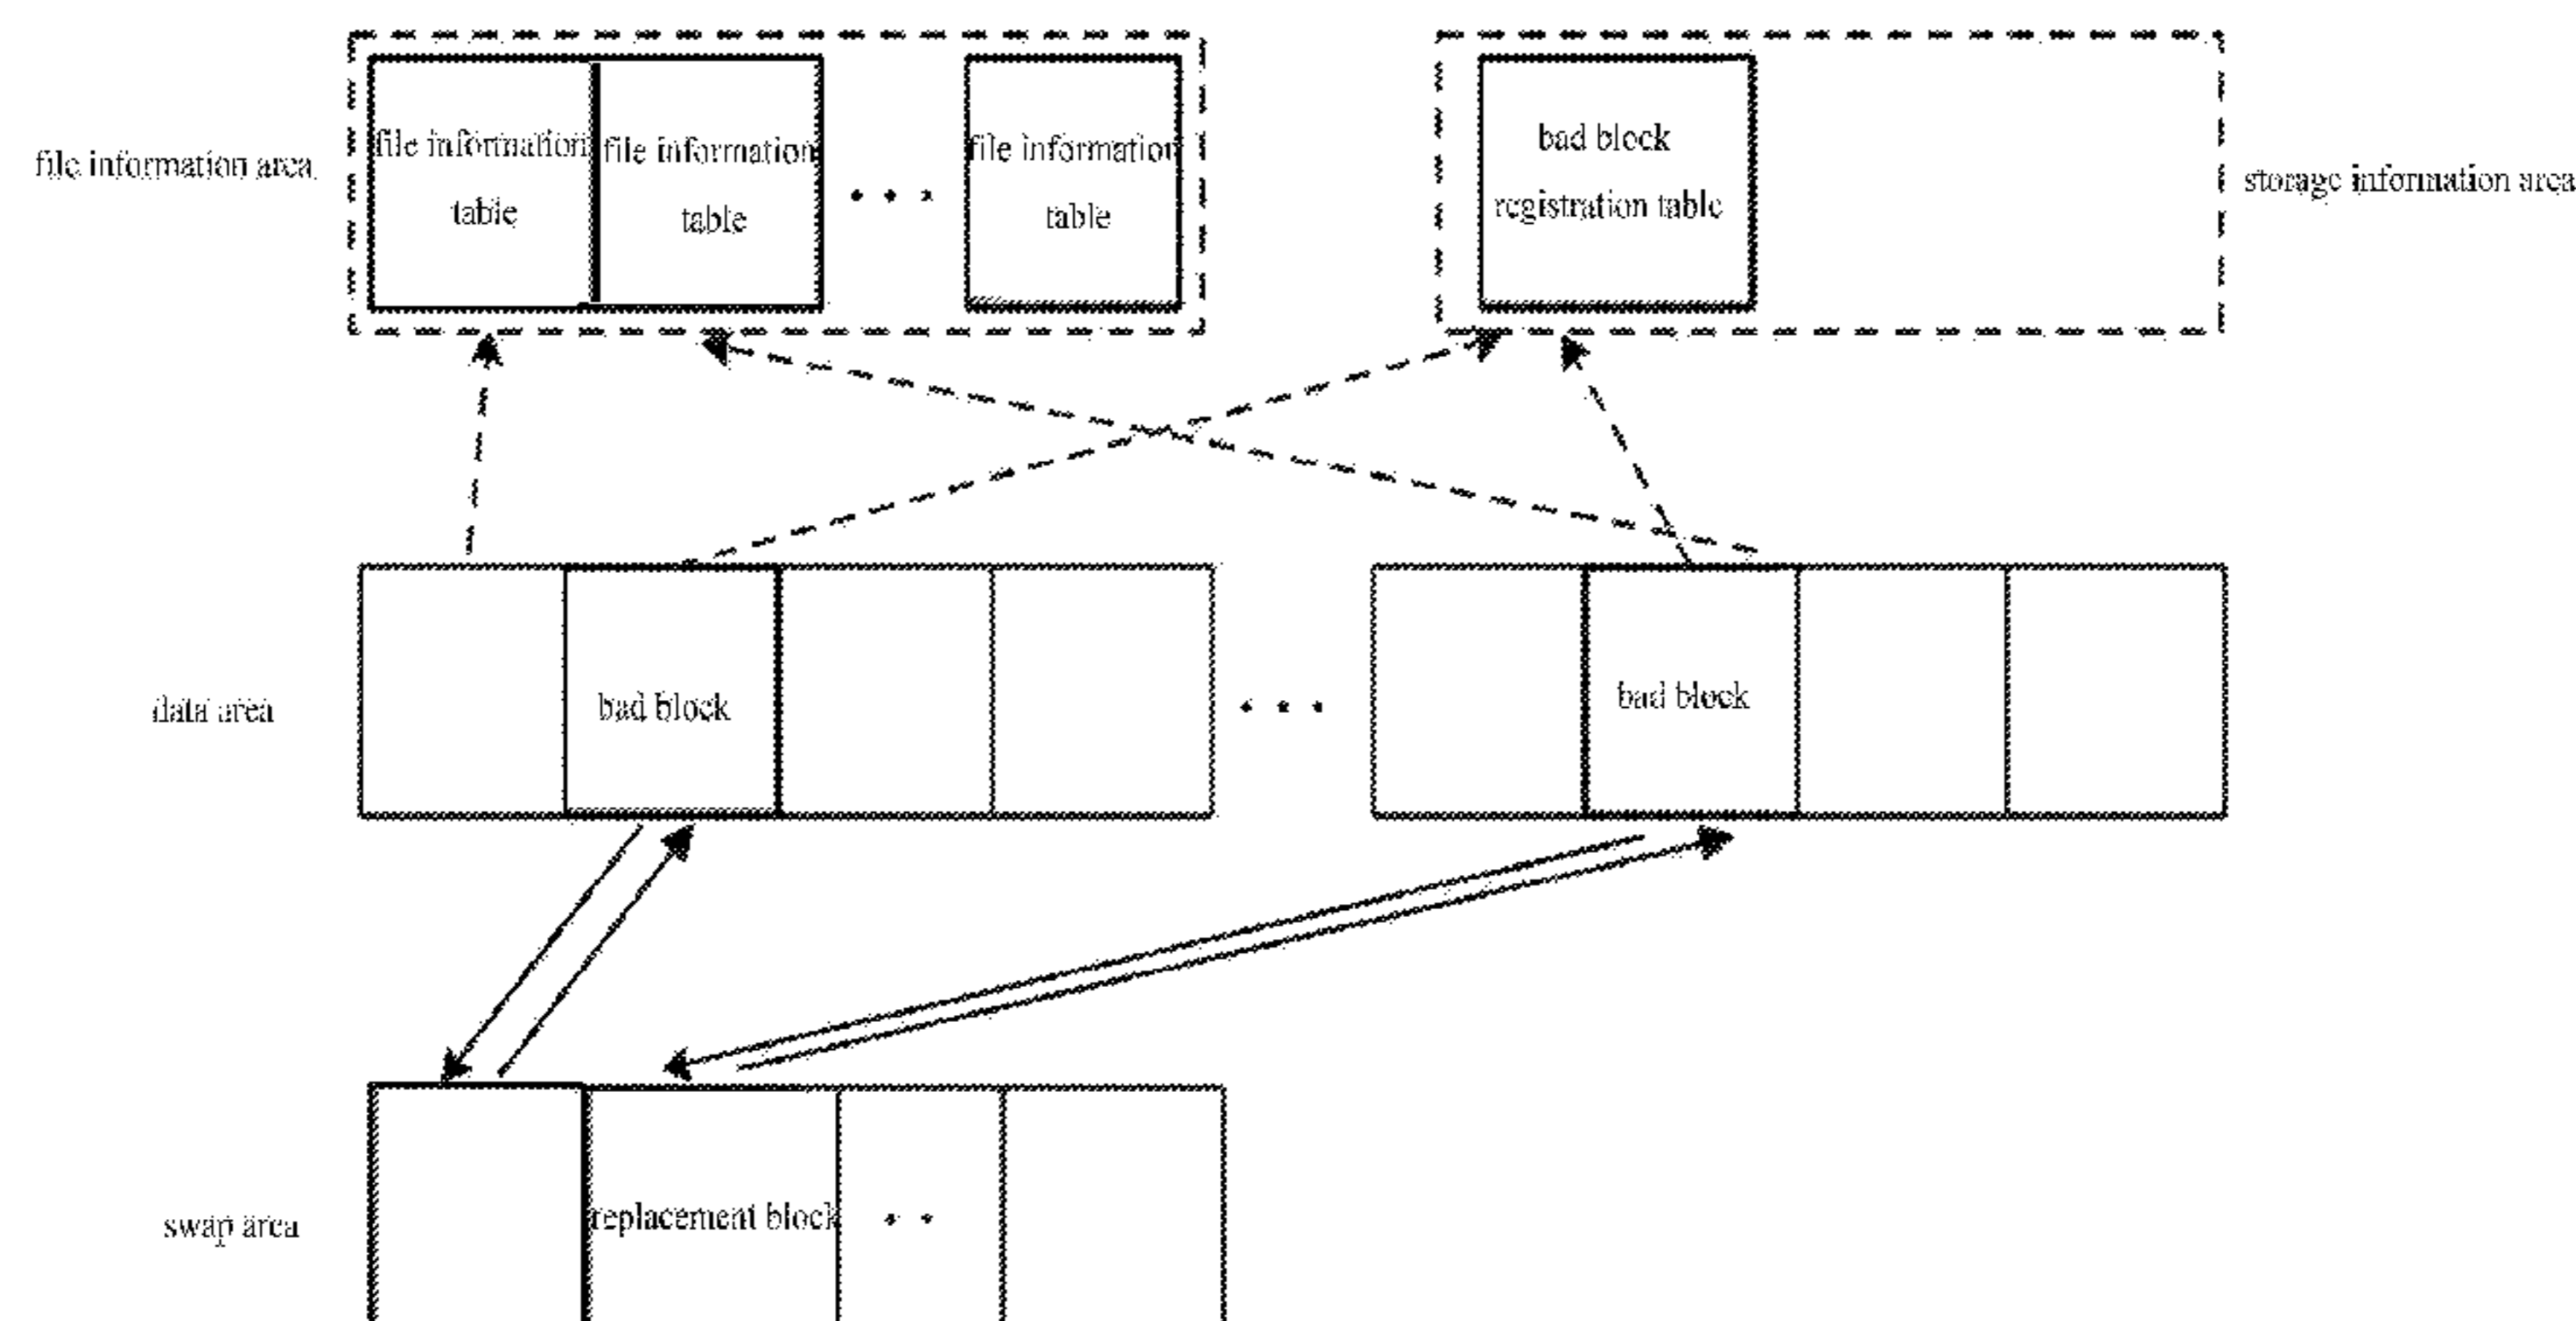 file information area
file information
table
file information
table
file information
table
bad block
registration table
storage information area
data area
bad block
bad block
swap area
replacement block